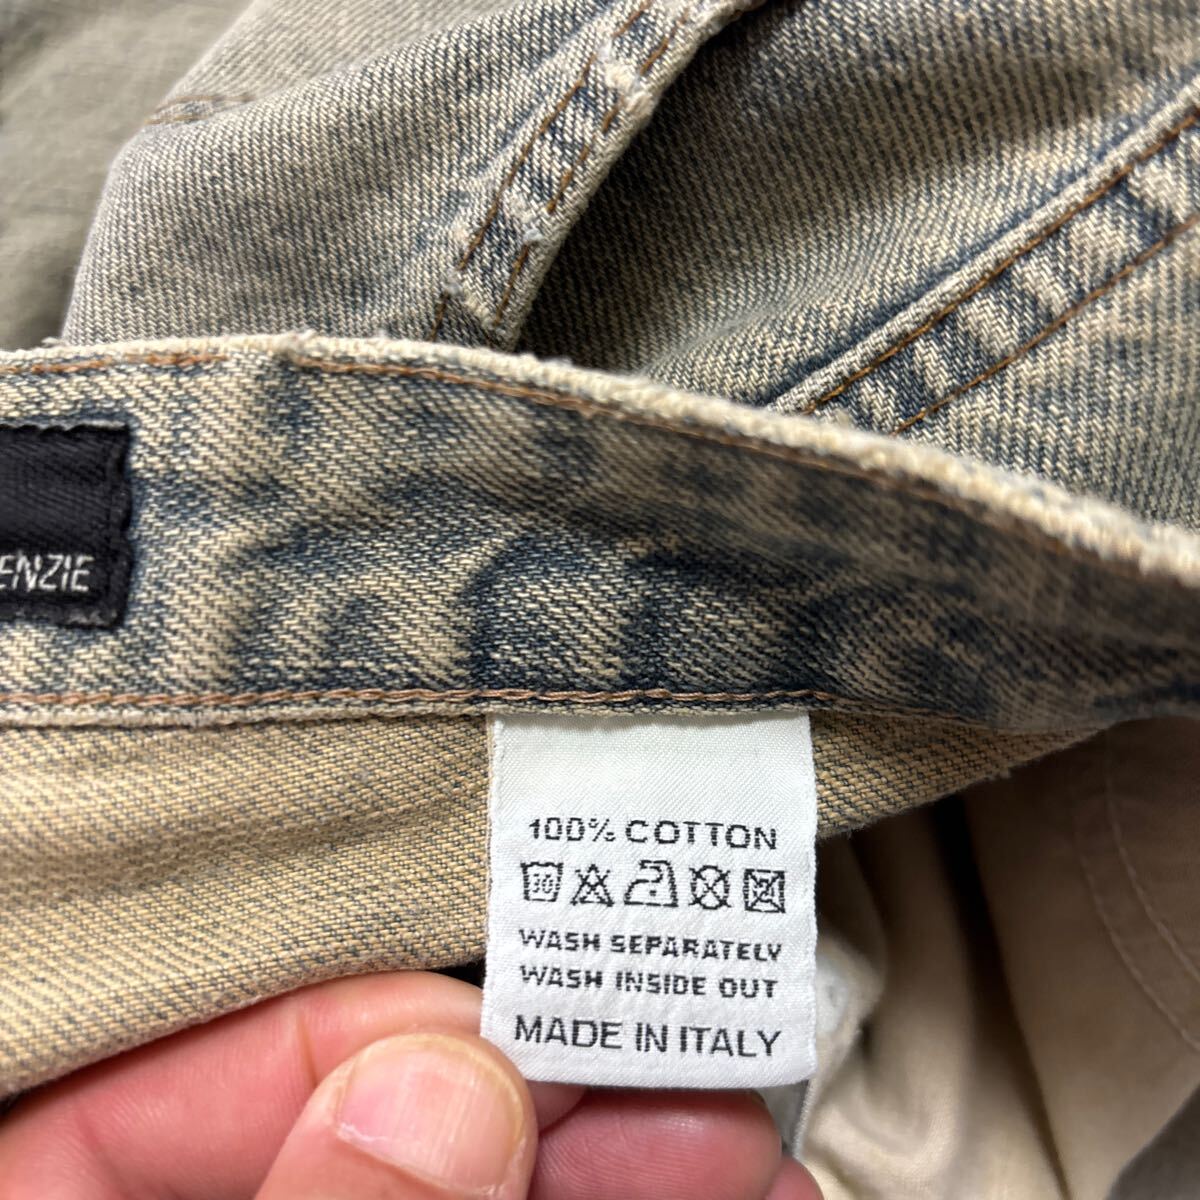 ENZIE
100% COTTON
30
WASH SEPARATELY
WASH INSIDE OUT
MADE IN ITALY